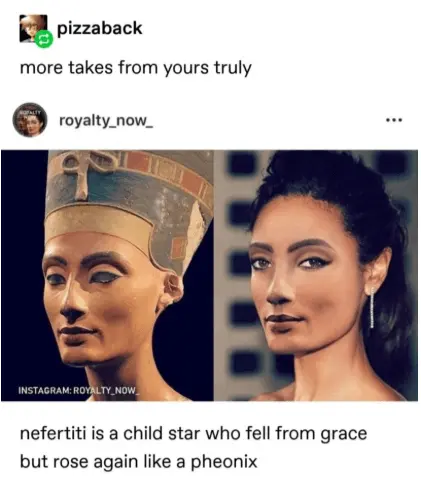 pizzaback
more takes from yours truly
ROYALTY
royalty_now_
INSTAGRAM: ROYALTY_NOW_
nefertiti is a child star who fell from grace
but rose again like a pheonix